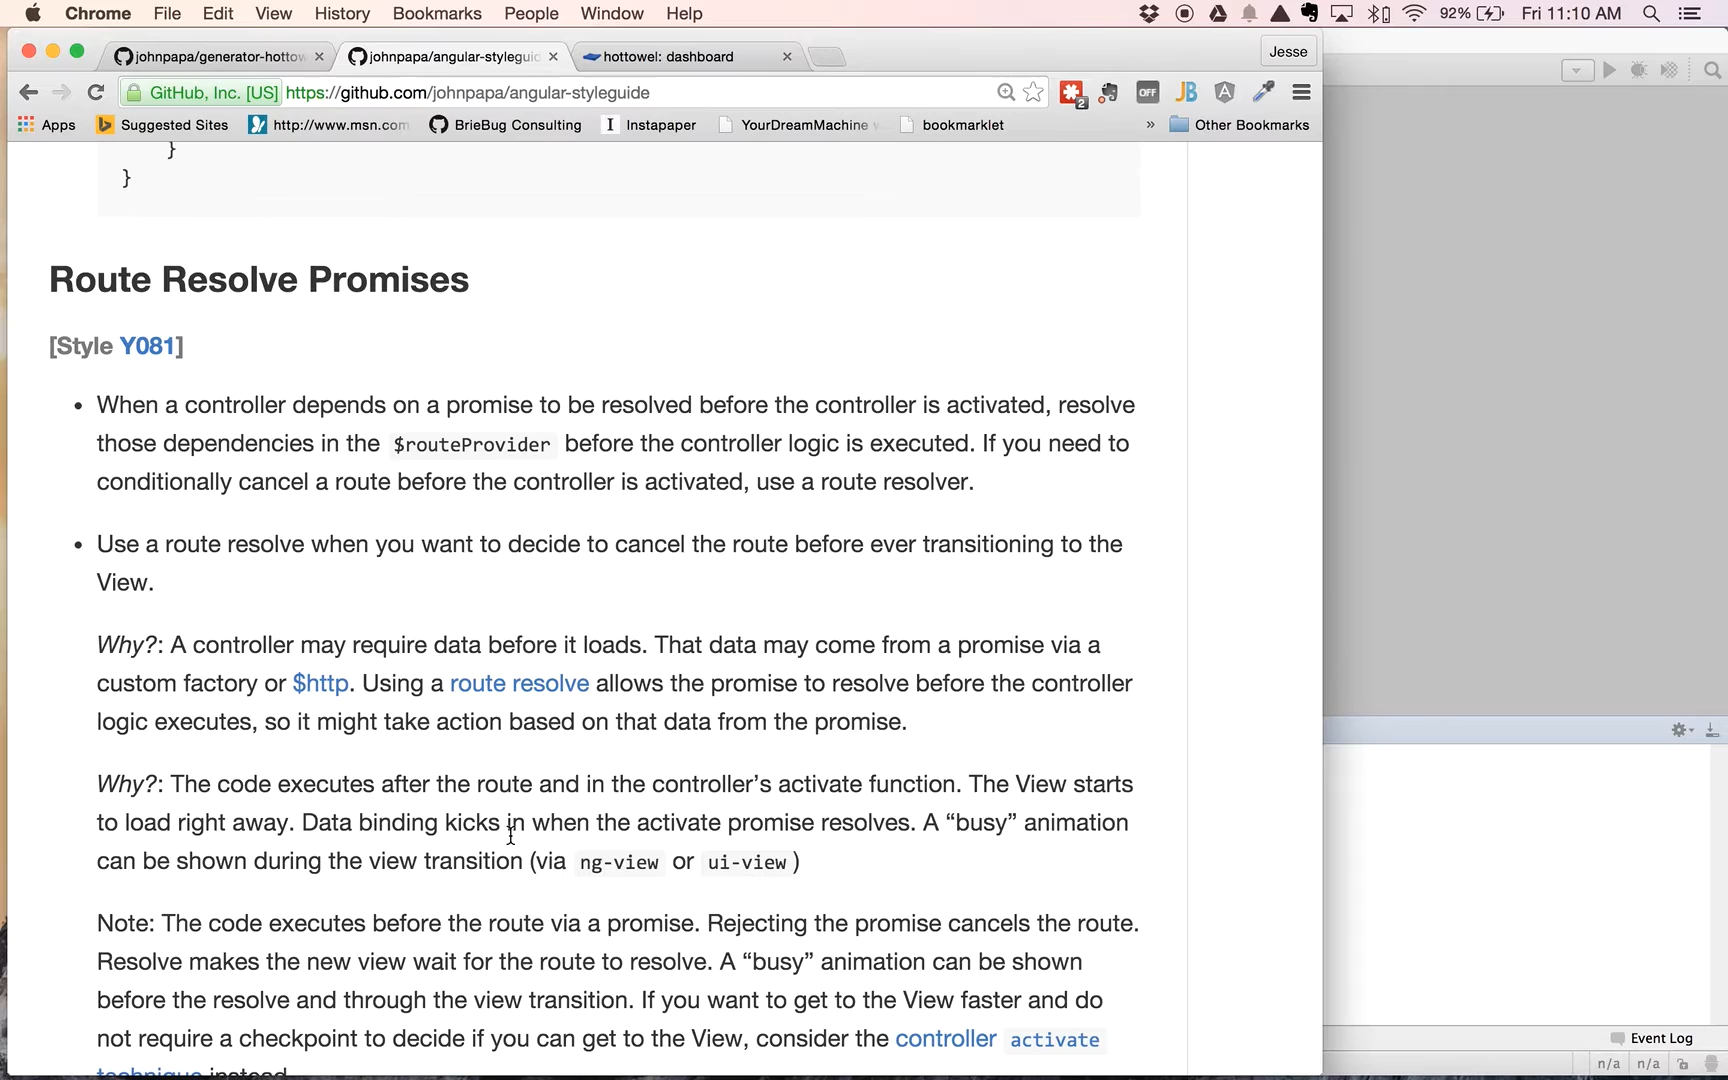 Chrome File Edit View History Bookmarks People Window Help 92% Fri 11:10 AM
johnpapa/generator-hottow johnpapa/angular-styleguid hottowel: dashboard Jesse
GitHub, Inc. [US] https://github.com/johnpapa/angular-styleguide 2 OFF JB A
Apps Suggested Sites http://www.msn.com BrieBug Consulting I Instapaper YourDreamMachine bookmarklet » Other Bookmarks
}
}
Route Resolve Promises
[Style Y081]
• When a controller depends on a promise to be resolved before the controller is activated, resolve
those dependencies in the $routeProvider before the controller logic is executed. If you need to
conditionally cancel a route before the controller is activated, use a route resolver.
• Use a route resolve when you want to decide to cancel the route before ever transitioning to the
View.
Why?: A controller may require data before it loads. That data may come from a promise via a
custom factory or $http. Using a route resolve allows the promise to resolve before the controller
logic executes, so it might take action based on that data from the promise.
Why?: The code executes after the route and in the controller’s activate function. The View starts
to load right away. Data binding kicks in when the activate promise resolves. A “busy” animation
can be shown during the view transition (via ng-view or ui-view)
Note: The code executes before the route via a promise. Rejecting the promise cancels the route.
Resolve makes the new view wait for the route to resolve. A “busy” animation can be shown
before the resolve and through the view transition. If you want to get to the View faster and do
not require a checkpoint to decide if you can get to the View, consider the controller activate
technique instead.
Event Log
n/a n/a